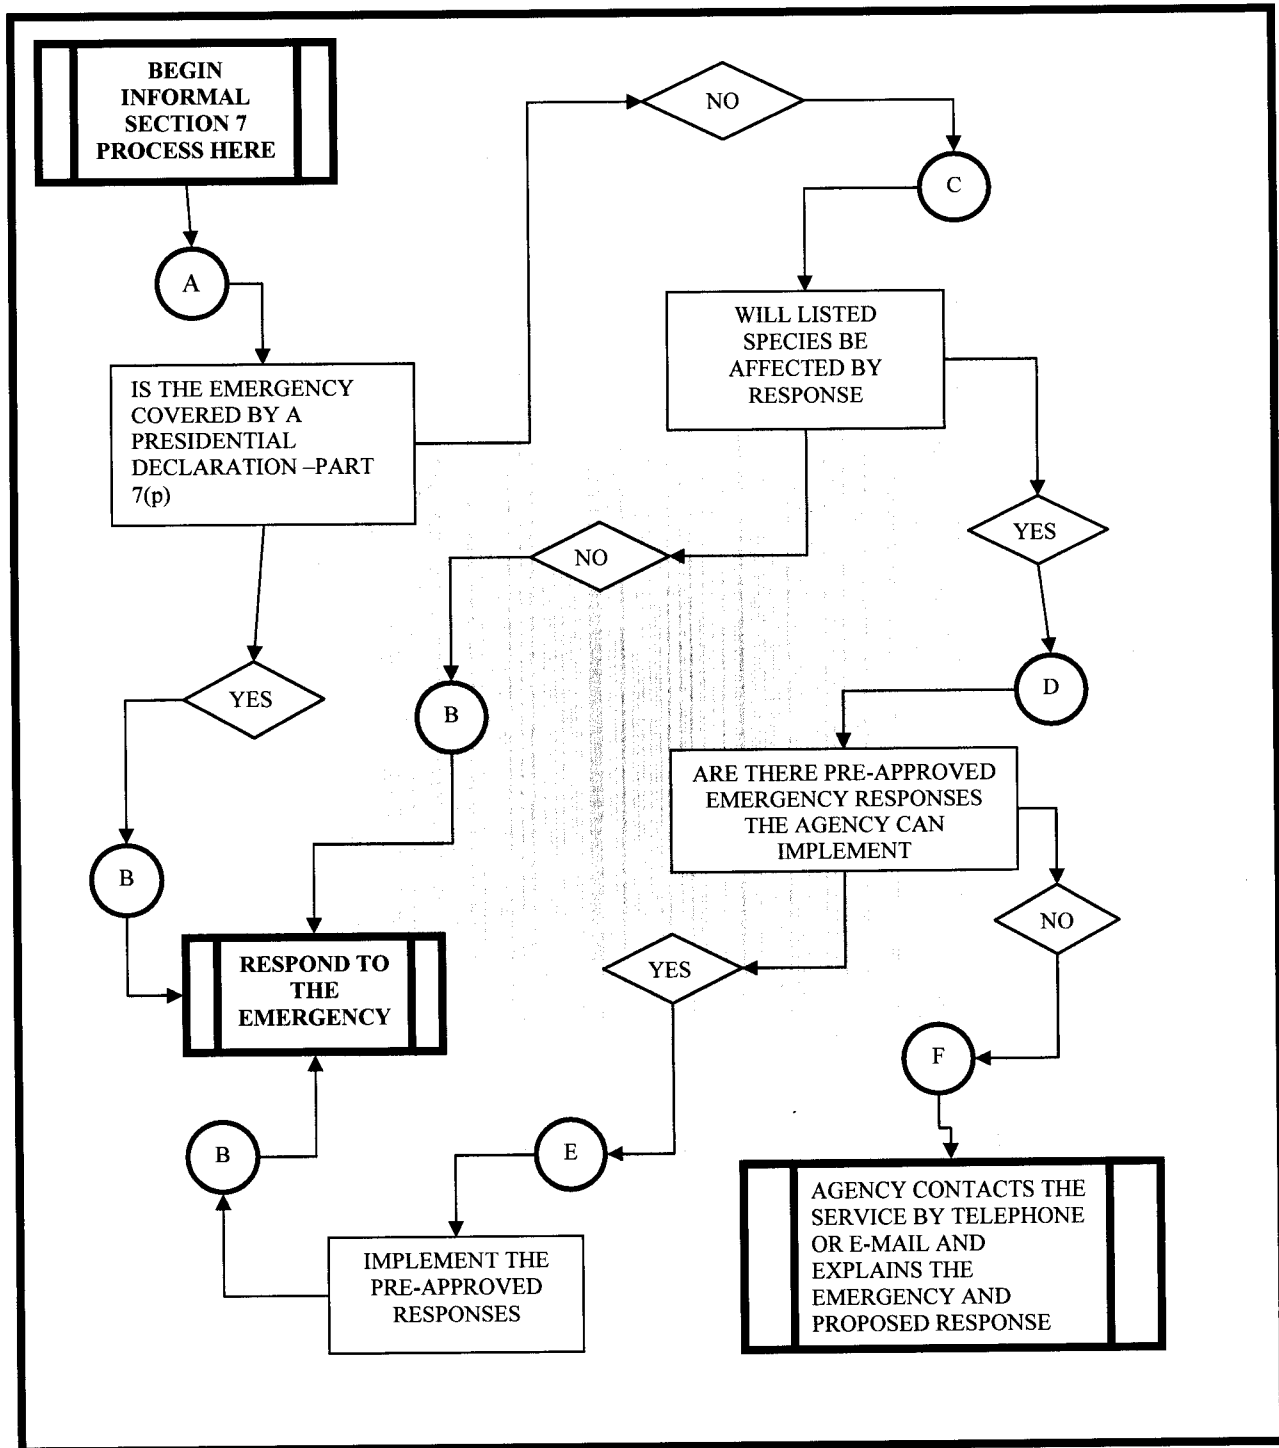 BEGIN
INFORMAL
SECTION 7
PROCESS HERE
NO
C
A
WILL LISTED
SPECIES BE
AFFECTED BY
RESPONSE
IS THE EMERGENCY
COVERED BY A
PRESIDENTIAL
DECLARATION –PART
7(p)
YES
NO
YES
D
B
ARE THERE PRE-APPROVED
EMERGENCY RESPONSES
THE AGENCY CAN
IMPLEMENT
B
NO
YES
RESPOND TO
THE
EMERGENCY
F
B
E
AGENCY CONTACTS THE
SERVICE BY TELEPHONE
OR E-MAIL AND
EXPLAINS THE
EMERGENCY AND
PROPOSED RESPONSE
IMPLEMENT THE
PRE-APPROVED
RESPONSES